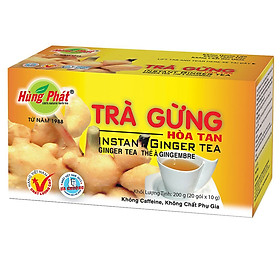 Hùng Phát
TỪ NĂM 1988
TRÀ GỪNG
HÒA TAN
INSTANT GINGER TEA
GINGER TEA THÉ À GINGEMBRE
Khối Lượng Tịnh: 200 g (20 gói x 10 g)
Không Caffeine, Không Chất Phụ Gia